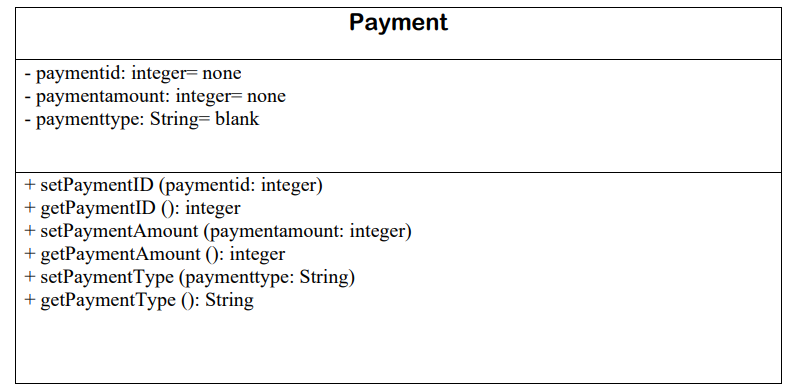 Payment
- paymentid: integer= none
- paymentamount: integer= none
- paymenttype: String= blank
+ setPaymentID (paymentid: integer)
+ getPaymentID (): integer
+ setPaymentAmount (paymentamount: integer)
+ getPaymentAmount (): integer
+ setPaymentType (paymenttype: String)
+ getPaymentType (): String